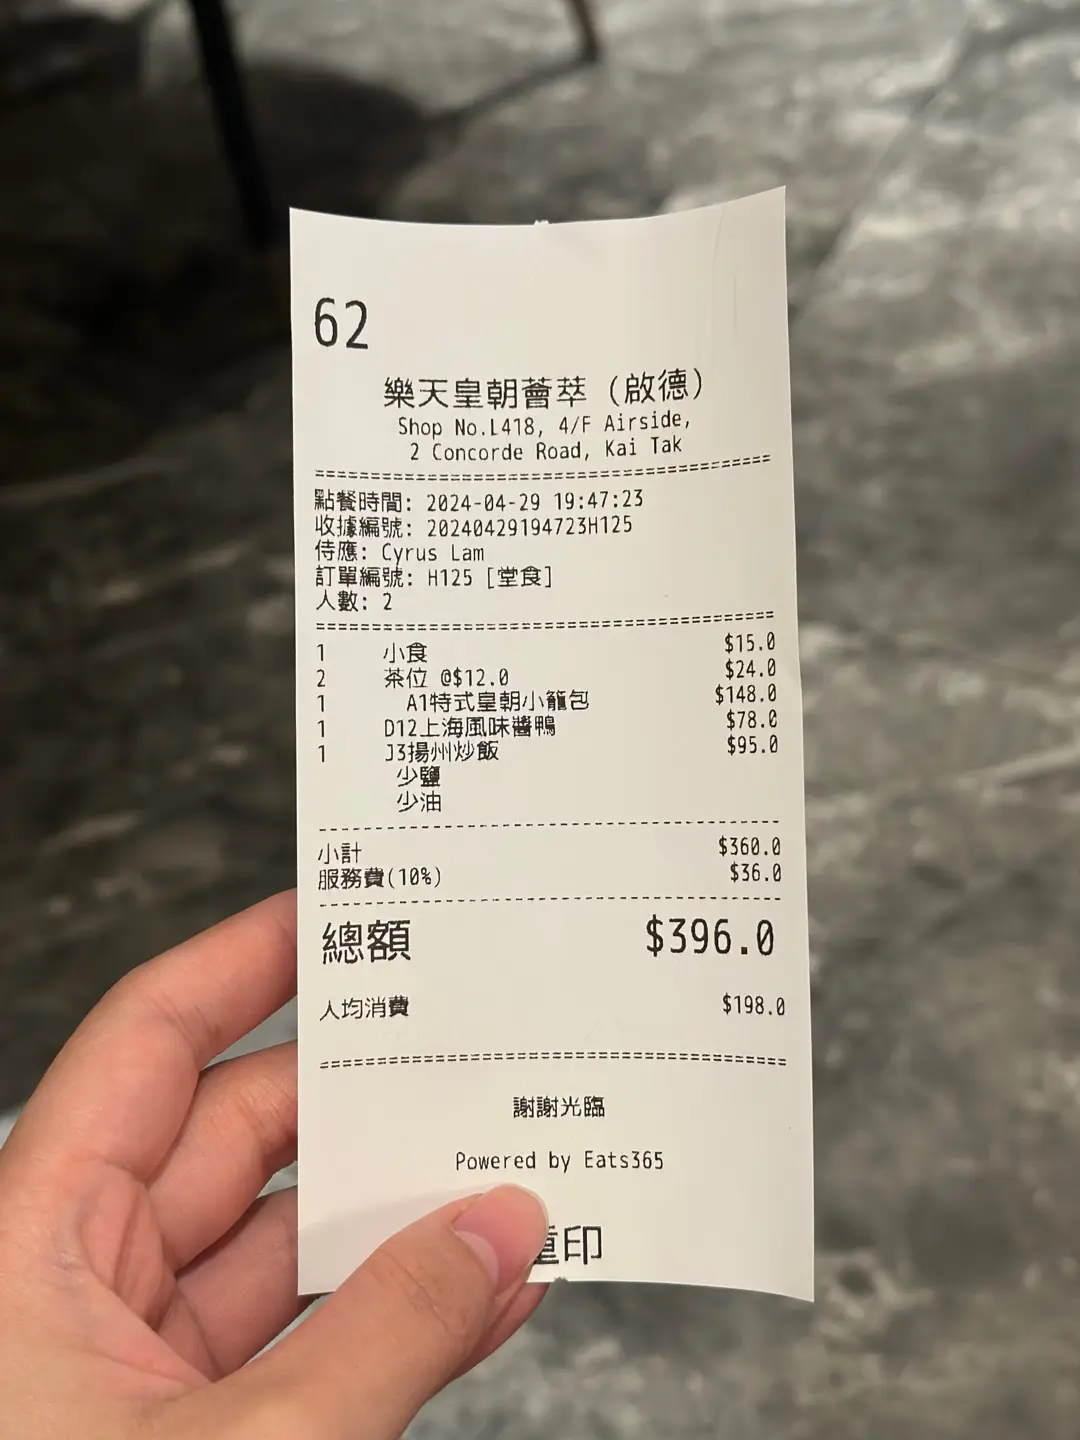 62
樂天皇朝薈萃 (啟德)
Shop No.L418, 4/F Airside,
2 Concorde Road, Kai Tak
點餐時間: 2024-04-29 19:47:23
收據編號: 20240429194723H125
侍應: Cyrus Lam
訂單編號: H125 [堂食]
人數: 2
1 小食 $15.0
2 茶位 @$12.0 $24.0
1 A1特式皇朝小籠包 $148.0
1 D12上海風味醬鴨 $78.0
1 J3揚州炒飯 $95.0
少鹽
少油
小計 $360.0
服務費(10%) $36.0
總額 $396.0
人均消費 $198.0
謝謝光臨
Powered by Eats365
重印